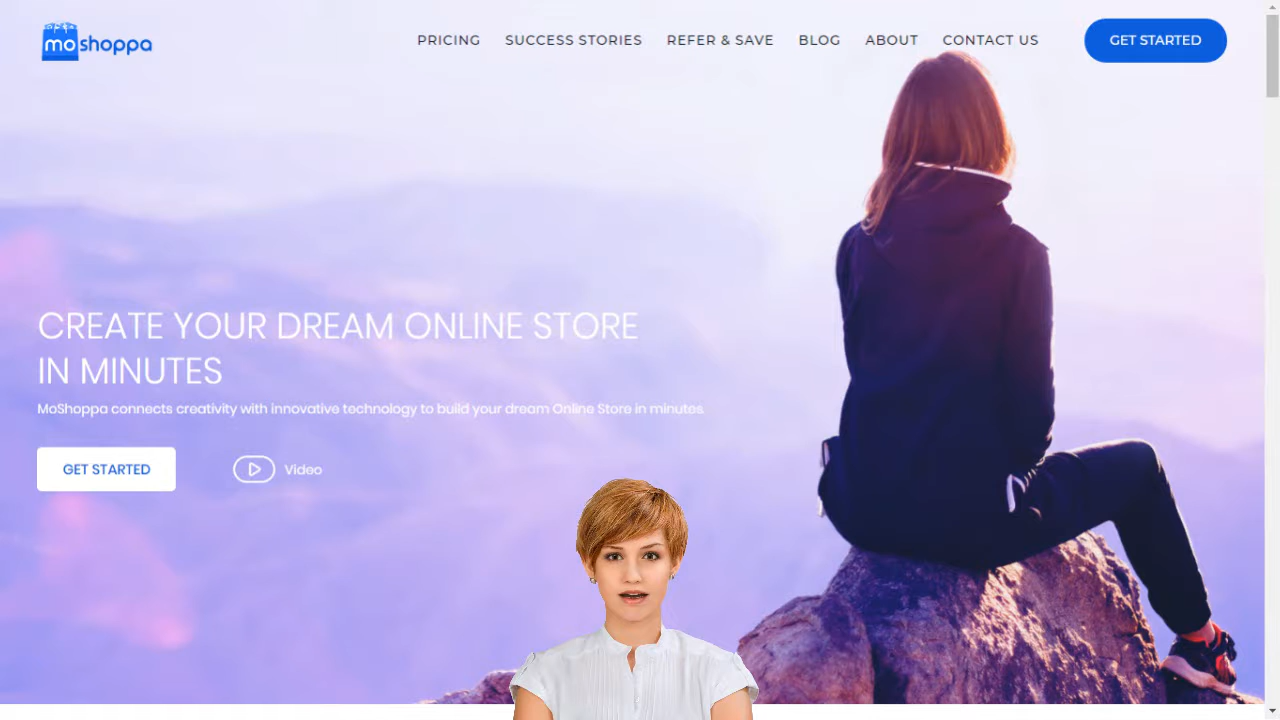 moshoppa
PRICING SUCCESS STORIES REFER & SAVE BLOG ABOUT CONTACT US GET STARTED
CREATE YOUR DREAM ONLINE STORE
IN MINUTES
MoShoppa connects creativity with innovative technology to build your dream Online Store in minutes.
GET STARTED Video